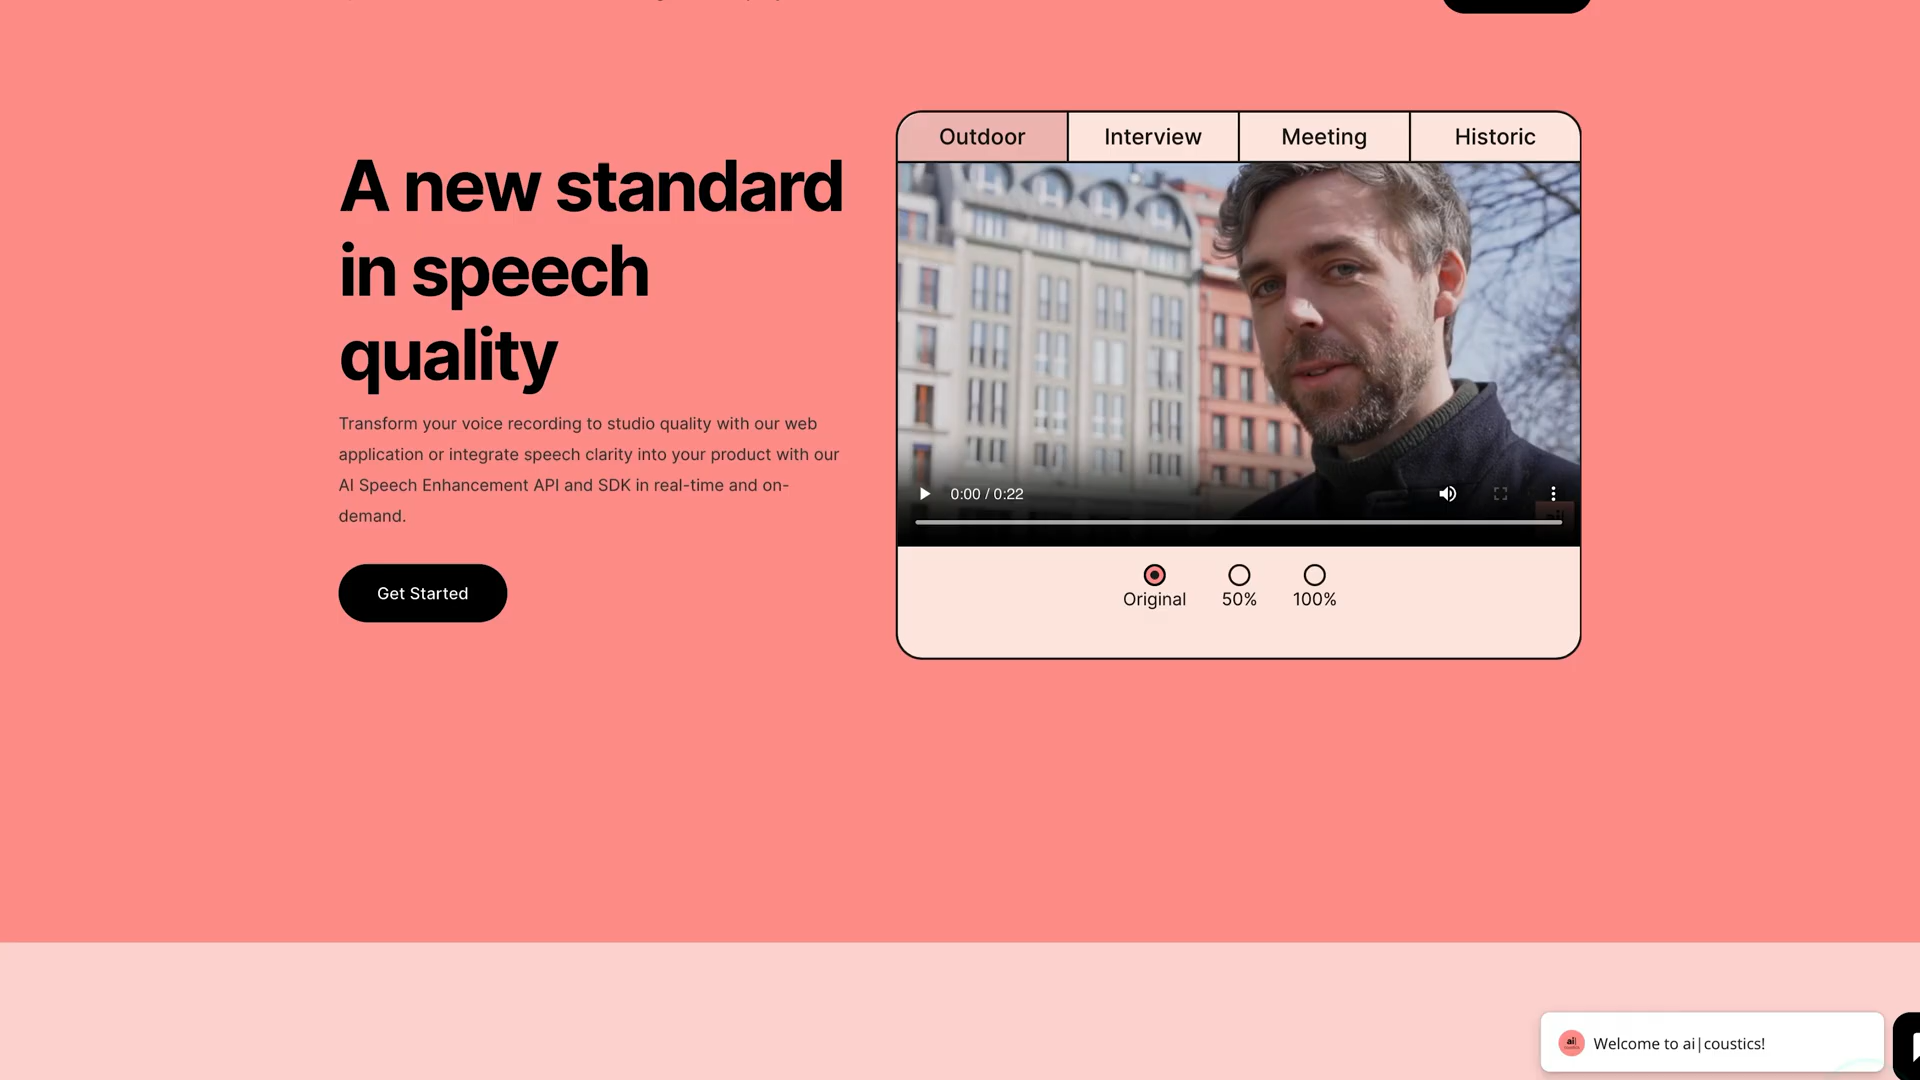 A new standard
in speech
quality
Transform your voice recording to studio quality with our web
application or integrate speech clarity into your product with our
AI Speech Enhancement API and SDK in real-time and on-
demand.
Get Started
Outdoor Interview Meeting Historic
0:00 / 0:22
ai|
Original 50% 100%
ai|
Welcome to ai|coustics!